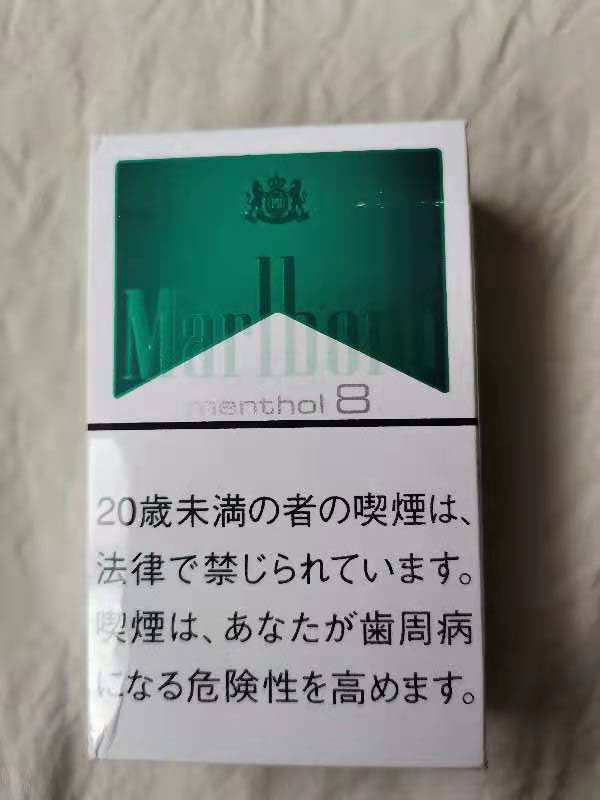 Marlboro
menthol 8
20歳未満の者の喫煙は、
法律で禁じられています。
喫煙は、あなたが歯周病
になる危険性を高めます。